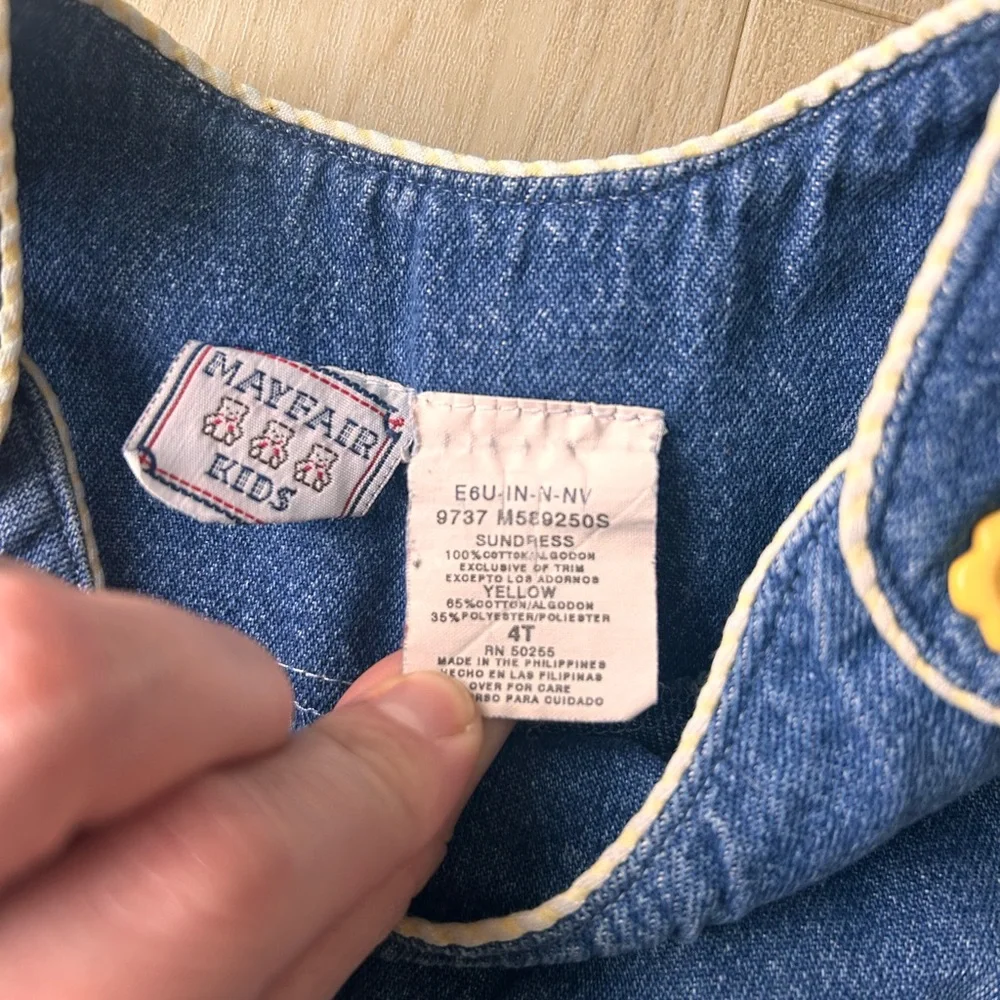 MAYFAIR
KIDS
E6U-IN-N-NV
9737 M589250S
SUNDRESS
100%COTTON/ALGODON
EXCLUSIVE OF TRIM
EXCEPTO LOS ADORNOS
YELLOW
65%COTTON/ALGODON
35%POLYESTER/POLIESTER
4T
RN 50255
MADE IN THE PHILIPPINES
HECHO EN LAS FILIPINAS
OVER FOR CARE
PARA CUIDADO